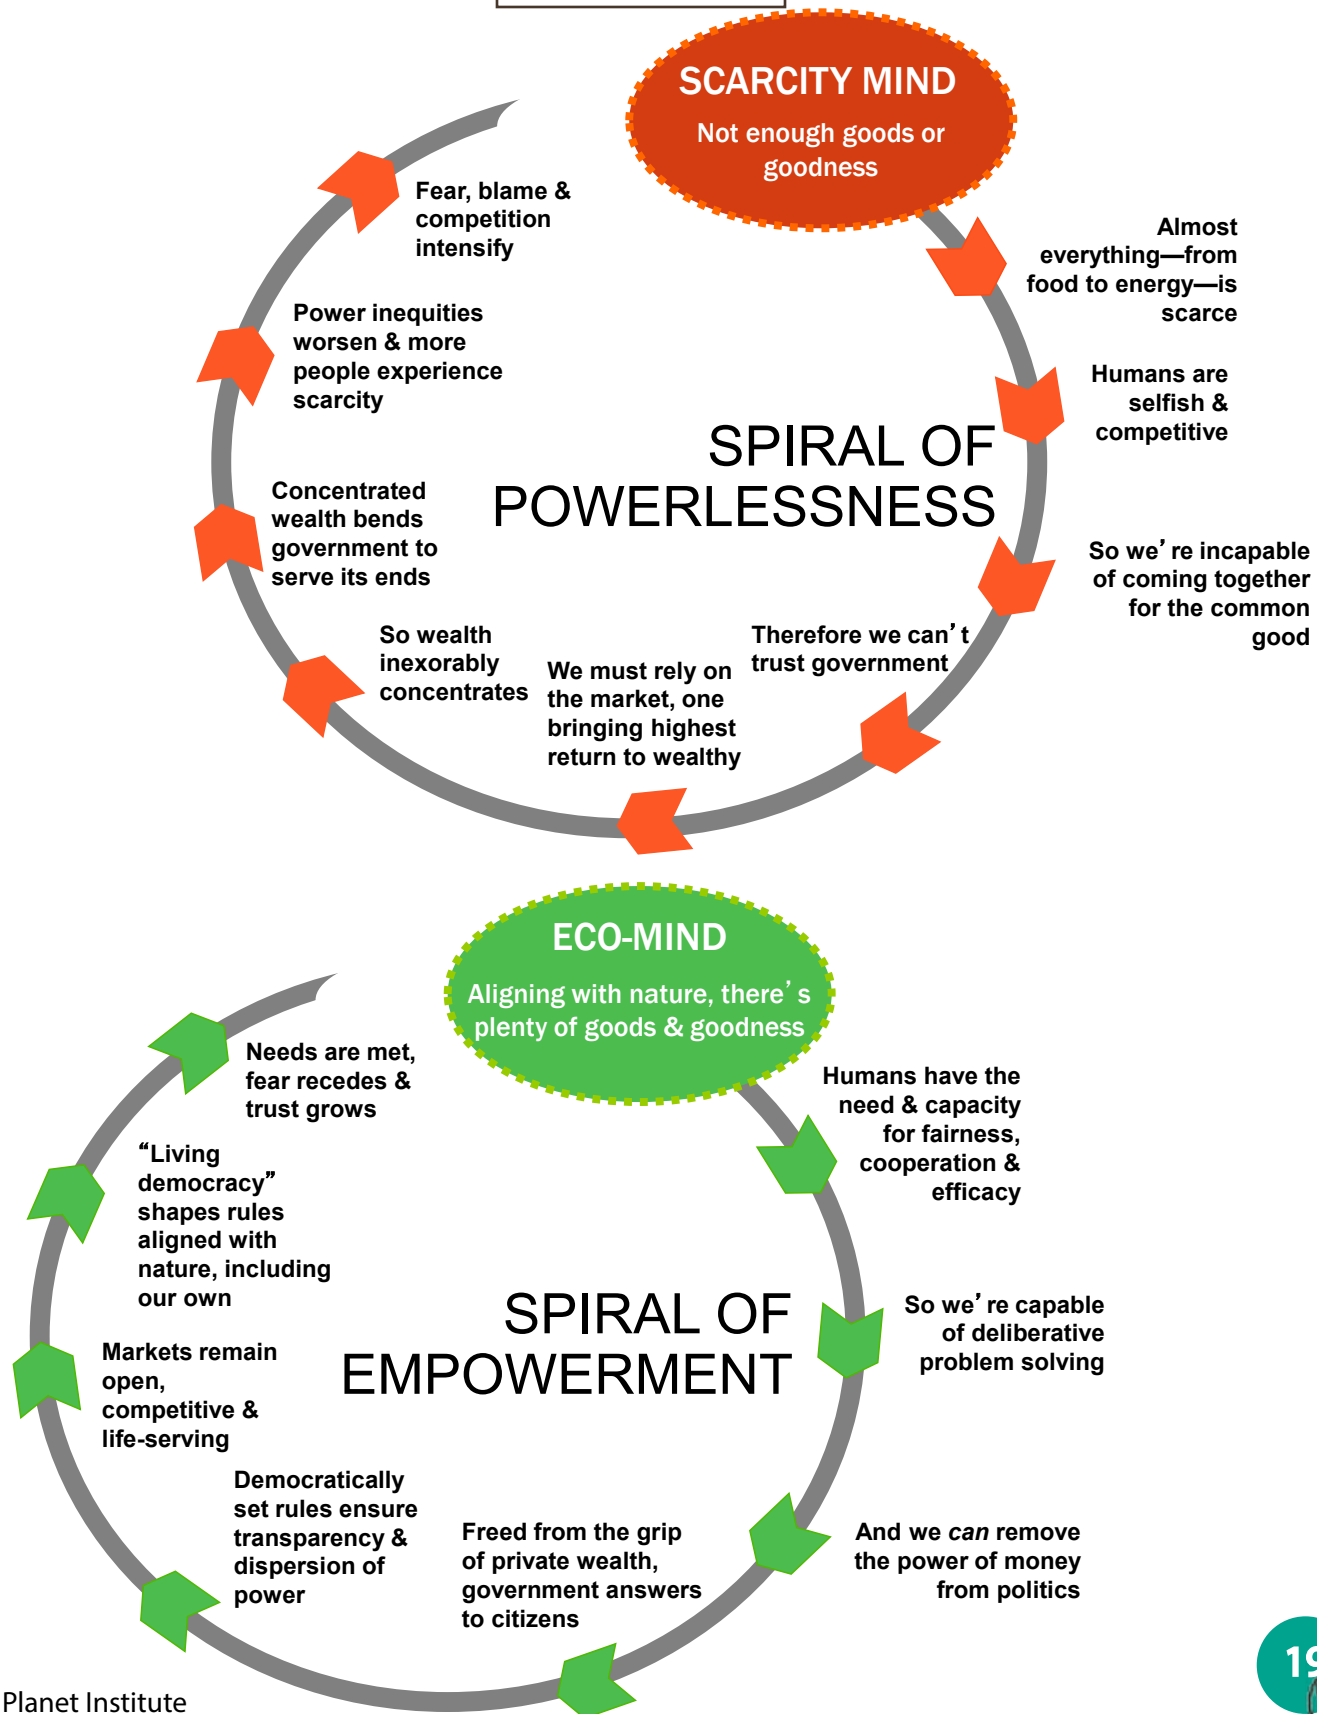 SCARCITY MIND
Not enough goods or
goodness
Almost
everything—from
food to energy—is
scarce
Humans are
selfish &
competitive
So we’re incapable
of coming together
for the common
good
Therefore we can’t
trust government
We must rely on
the market, one
bringing highest
return to wealthy
So wealth
inexorably
concentrates
Concentrated
wealth bends
government to
serve its ends
Power inequities
worsen & more
people experience
scarcity
Fear, blame &
competition
intensify
SPIRAL OF
POWERLESSNESS
ECO-MIND
Aligning with nature, there’s
plenty of goods & goodness
Humans have the
need & capacity
for fairness,
cooperation &
efficacy
So we’re capable
of deliberative
problem solving
And we can remove
the power of money
from politics
Freed from the grip
of private wealth,
government answers
to citizens
Democratically
set rules ensure
transparency &
dispersion of
power
Markets remain
open,
competitive &
life-serving
“Living
democracy”
shapes rules
aligned with
nature, including
our own
Needs are met,
fear recedes &
trust grows
SPIRAL OF
EMPOWERMENT
Planet Institute
19